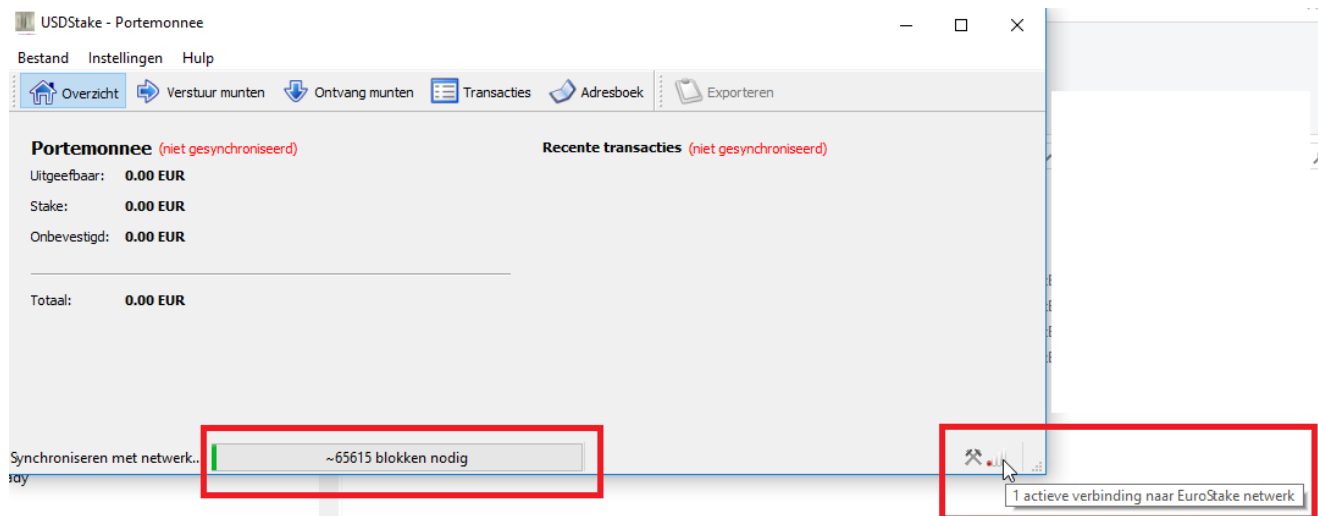 USDStake - Portemonnee
Bestand Instellingen Hulp
Overzicht Verstuur munten Ontvang munten Transacties Adresboek Exporteren
Portemonnee (niet gesynchroniseerd)
Uitgeefbaar: 0.00 EUR
Stake: 0.00 EUR
Onbevestigd: 0.00 EUR
Totaal: 0.00 EUR
Recente transacties (niet gesynchroniseerd)
Synchroniseren met netwerk...
~65615 blokken nodig
1 actieve verbinding naar EuroStake netwerk